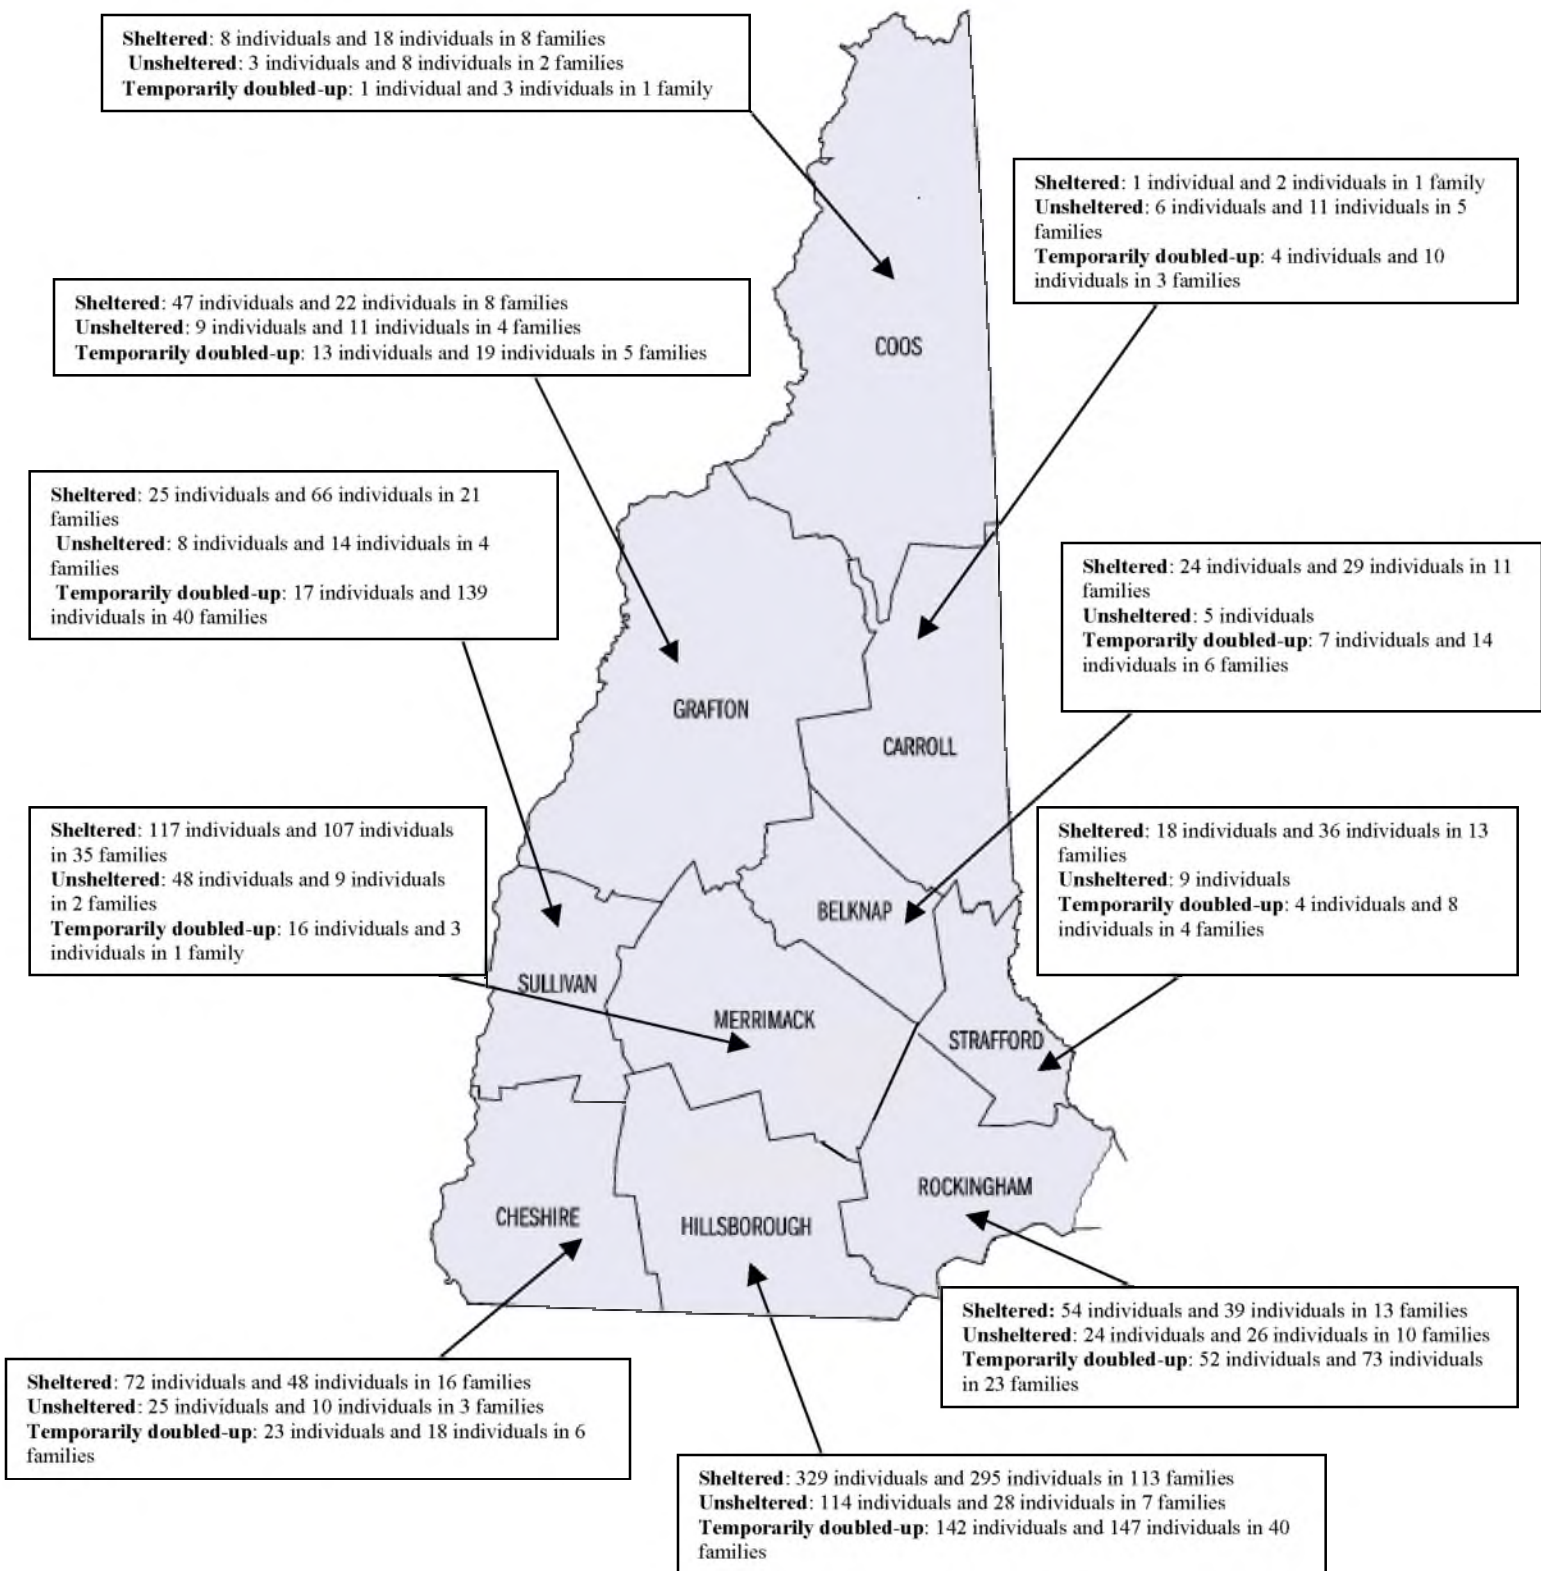 Sheltered: 8 individuals and 18 individuals in 8 families
Unsheltered: 3 individuals and 8 individuals in 2 families
Temporarily doubled-up: 1 individual and 3 individuals in 1 family
Sheltered: 1 individual and 2 individuals in 1 family
Unsheltered: 6 individuals and 11 individuals in 5
families
Temporarily doubled-up: 4 individuals and 10
individuals in 3 families
Sheltered: 47 individuals and 22 individuals in 8 families
Unsheltered: 9 individuals and 11 individuals in 4 families
Temporarily doubled-up: 13 individuals and 19 individuals in 5 families
COOS
Sheltered: 25 individuals and 66 individuals in 21
families
Unsheltered: 8 individuals and 14 individuals in 4
families
Temporarily doubled-up: 17 individuals and 139
individuals in 40 families
Sheltered: 24 individuals and 29 individuals in 11
families
Unsheltered: 5 individuals
Temporarily doubled-up: 7 individuals and 14
individuals in 6 families
GRAFTON
CARROLL
Sheltered: 117 individuals and 107 individuals
in 35 families
Unsheltered: 48 individuals and 9 individuals
in 2 families
Temporarily doubled-up: 16 individuals and 3
individuals in 1 family
Sheltered: 18 individuals and 36 individuals in 13
families
Unsheltered: 9 individuals
Temporarily doubled-up: 4 individuals and 8
individuals in 4 families
BELKNAP
SULLIVAN
MERRIMACK
STRAFFORD
ROCKINGHAM
CHESHIRE
HILLSBOROUGH
Sheltered: 54 individuals and 39 individuals in 13 families
Unsheltered: 24 individuals and 26 individuals in 10 families
Temporarily doubled-up: 52 individuals and 73 individuals
in 23 families
Sheltered: 72 individuals and 48 individuals in 16 families
Unsheltered: 25 individuals and 10 individuals in 3 families
Temporarily doubled-up: 23 individuals and 18 individuals in 6
families
Sheltered: 329 individuals and 295 individuals in 113 families
Unsheltered: 114 individuals and 28 individuals in 7 families
Temporarily doubled-up: 142 individuals and 147 individuals in 40
families